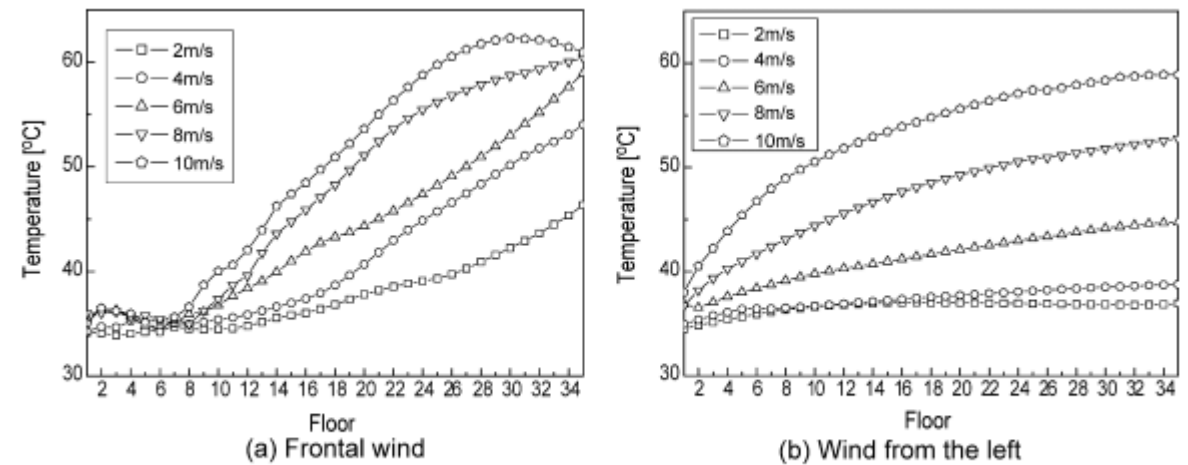 Temperature [ºC]
60
50
40
30
2m/s
4m/s
6m/s
8m/s
10m/s
2 4 6 8 10 12 14 16 18 20 22 24 26 28 30 32 34
Floor
(a) Frontal wind
Temperature [ºC]
60
50
40
30
2m/s
4m/s
6m/s
8m/s
10m/s
2 4 6 8 10 12 14 16 18 20 22 24 26 28 30 32 34
Floor
(b) Wind from the left